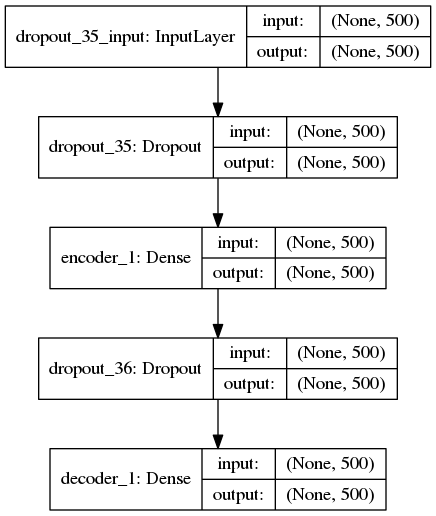 dropout_35_input: InputLayer
input: (None, 500)
output: (None, 500)
dropout_35: Dropout
input: (None, 500)
output: (None, 500)
encoder_1: Dense
input: (None, 500)
output: (None, 500)
dropout_36: Dropout
input: (None, 500)
output: (None, 500)
decoder_1: Dense
input: (None, 500)
output: (None, 500)